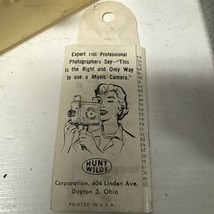 Expert and Professional
Photographers Say—"This
Is the Right and Only Way
to use a Movie Camera."
HUNT
WILDE
Corporation, 404 Linden Ave.
Dayton 3, Ohio
PRINTED IN U.S.A.